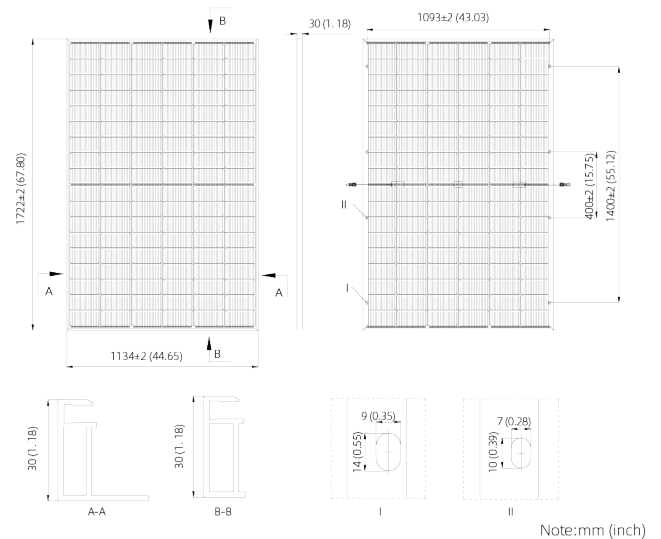 B
30 (1. 18)
1093±2 (43.03)
1722±2 (67.80)
400±2 (15.75)
1400±2 (55.12)
II
I
A
A
B
1134±2 (44.65)
30 (1. 18)
A-A
30 (1. 18)
B-B
9 (0.35)
14 (0.55)
I
7 (0.28)
10 (0.39)
II
Note:mm (inch)